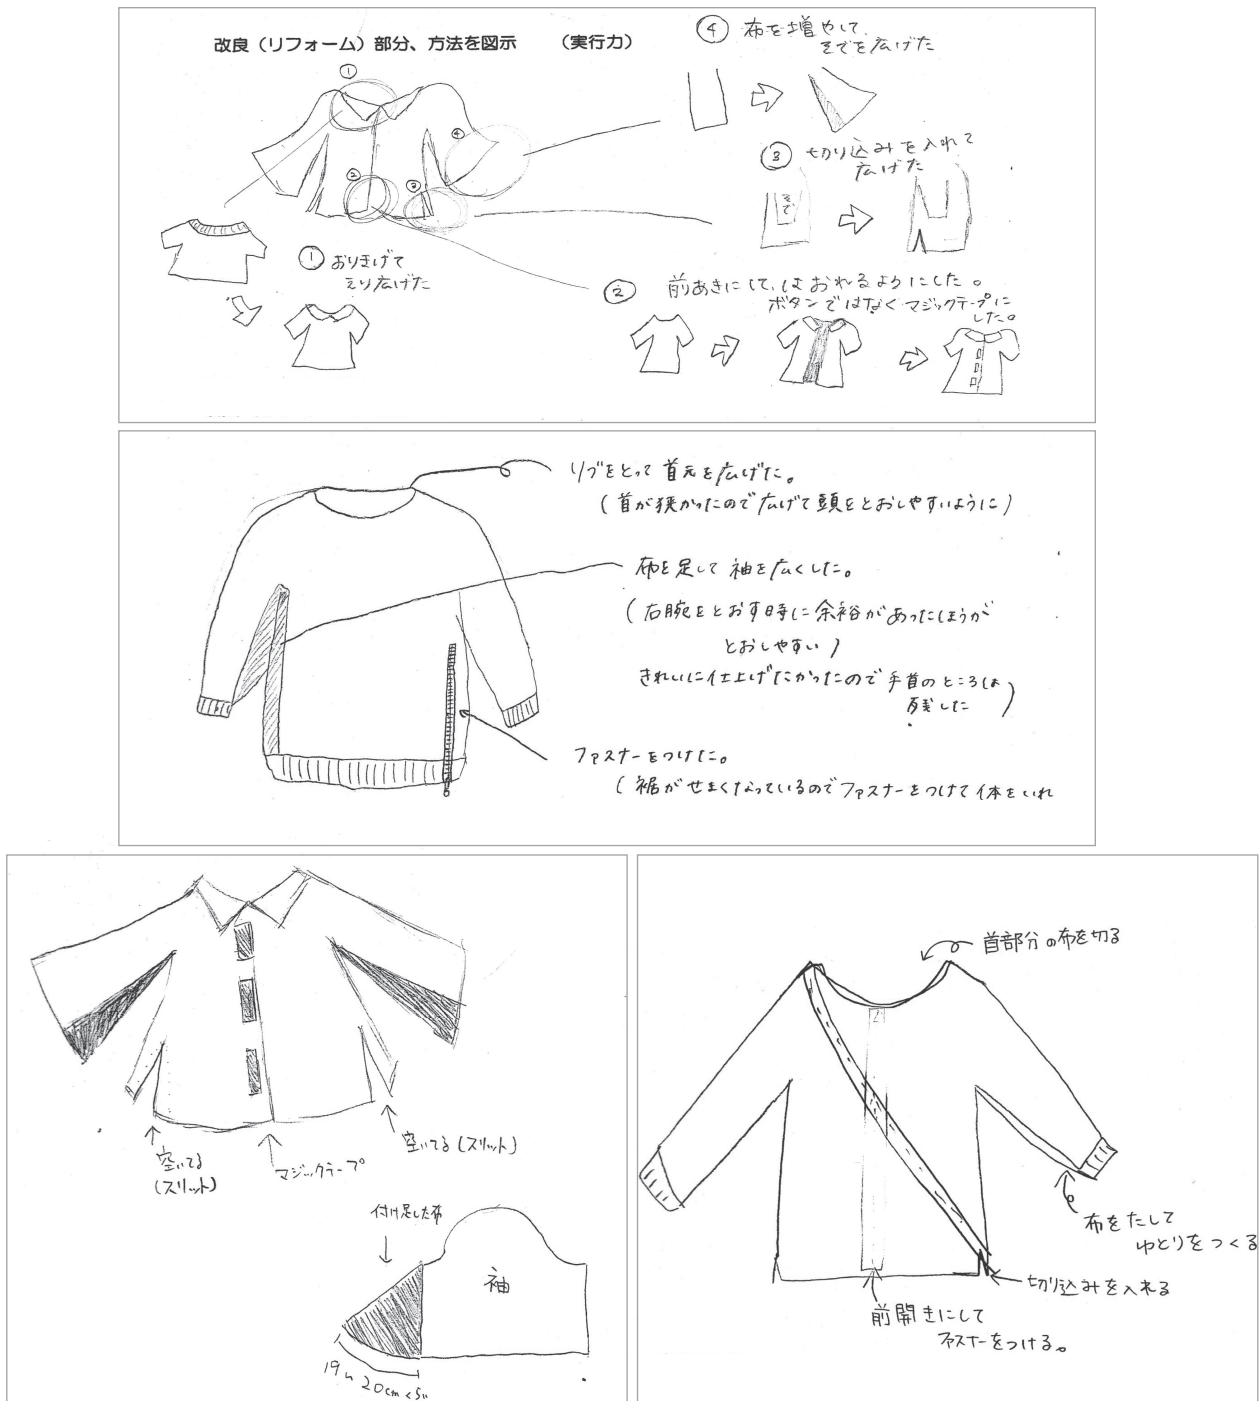 改良（リフォーム）部分、方法を図示　　（実行力）
①
②
③
④
④ 布を増やして、
そでを広げた
③ 切り込みを入れて
広げた
そで
① おりまげて
えり広げた
② 前あきにして、はおれるようにした。
ボタンではなくマジックテープに
した。
リブをとって首元を広げた。
（首が狭かったので広げて頭をとおしやすいように）
布を足して袖を広くした。
（右腕をとおす時に余裕があったほうが
とおしやすい）
きれいに仕上げたかったので手首のところは
残した）
ファスナーをつけた。
（裾がせまくなっているのでファスナーをつけて体をいれ
空いてる
（スリット）
マジックテープ
空いてる（スリット）
付け足した布
袖
19〜20cmくらい
首部分の布を切る
布をたして
ゆとりをつくる
切り込みを入れる
前開きにして
ファスナーをつける。